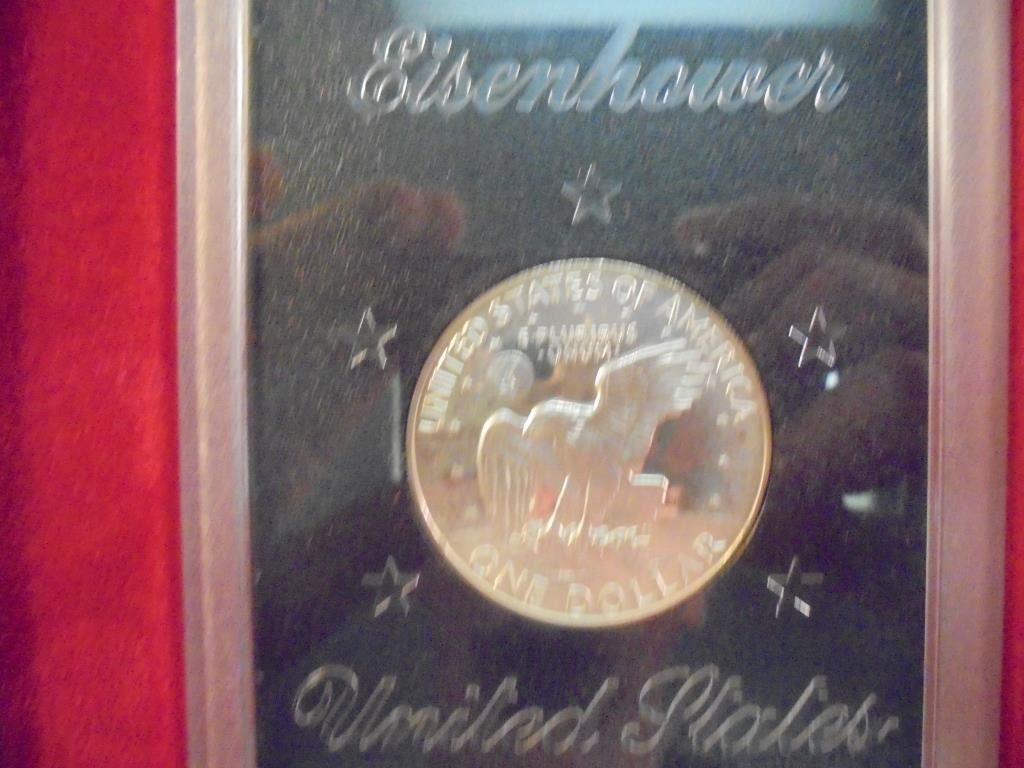 Eisenhower
UNITED STATES OF AMERICA
E PLURIBUS
UNUM
ONE DOLLAR
United States